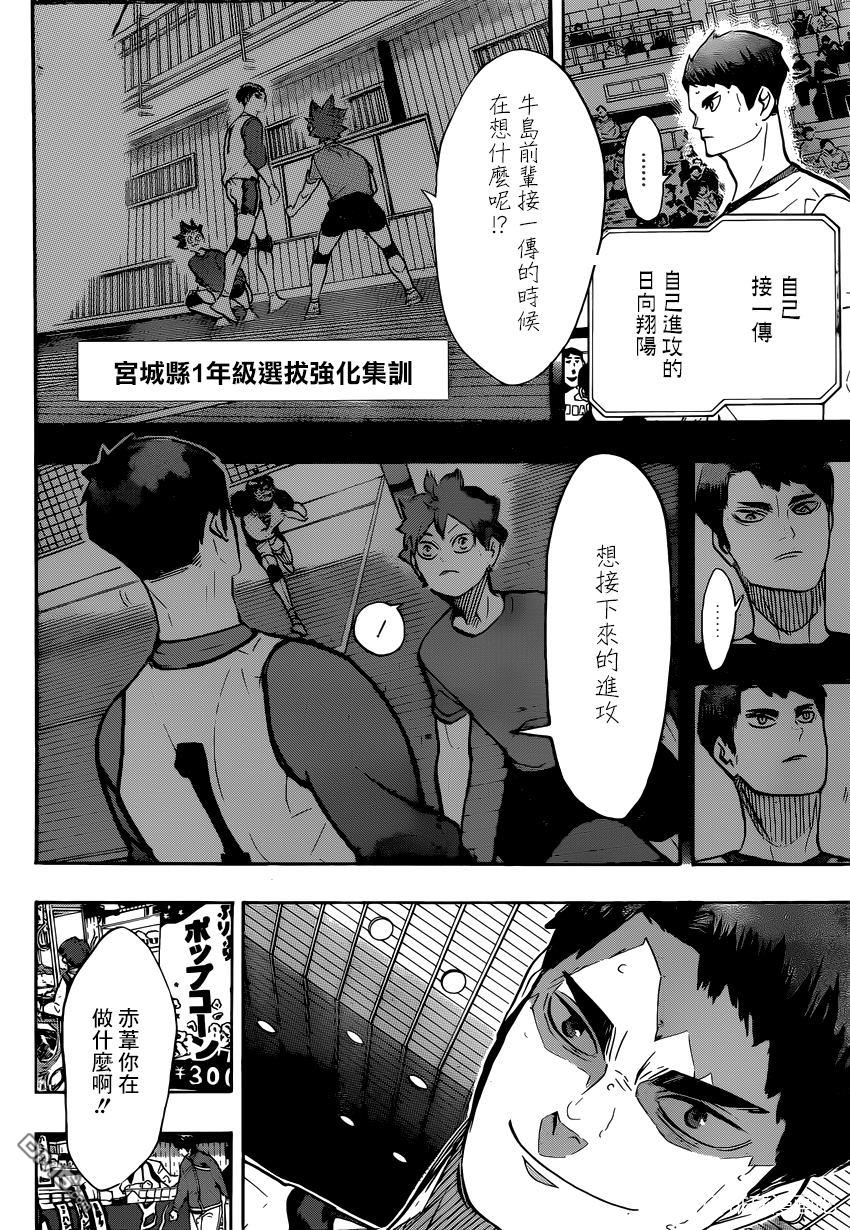 ……
自己
接一傳
自己進攻的
日向翔陽
牛島前輩接一傳的時候
在想什麼呢!?
宮城縣1年級選拔強化集訓
……
想接下來的進攻
ポップコーン
¥300
赤葦你在
做什麼啊!!